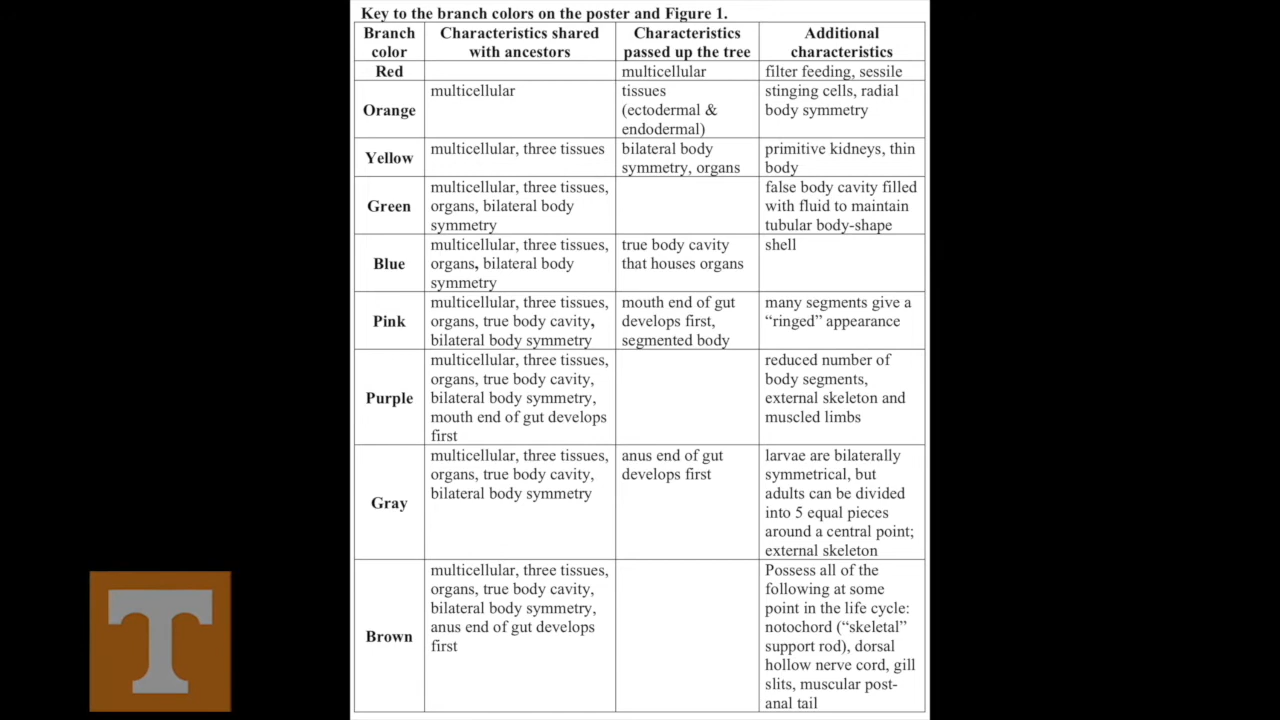 Key to the branch colors on the poster and Figure 1.
Branch color | Characteristics shared with ancestors | Characteristics passed up the tree | Additional characteristics
Red | | multicellular | filter feeding, sessile
Orange | multicellular | tissues (ectodermal & endodermal) | stinging cells, radial body symmetry
Yellow | multicellular, three tissues | bilateral body symmetry, organs | primitive kidneys, thin body
Green | multicellular, three tissues, organs, bilateral body symmetry | | false body cavity filled with fluid to maintain tubular body-shape
Blue | multicellular, three tissues, organs, bilateral body symmetry | true body cavity that houses organs | shell
Pink | multicellular, three tissues, organs, true body cavity, bilateral body symmetry | mouth end of gut develops first, segmented body | many segments give a “ringed” appearance
Purple | multicellular, three tissues, organs, true body cavity, bilateral body symmetry, mouth end of gut develops first | | reduced number of body segments, external skeleton and muscled limbs
Gray | multicellular, three tissues, organs, true body cavity, bilateral body symmetry | anus end of gut develops first | larvae are bilaterally symmetrical, but adults can be divided into 5 equal pieces around a central point; external skeleton
Brown | multicellular, three tissues, organs, true body cavity, bilateral body symmetry, anus end of gut develops first | | Possess all of the following at some point in the life cycle: notochord (“skeletal” support rod), dorsal hollow nerve cord, gill slits, muscular post-anal tail
T